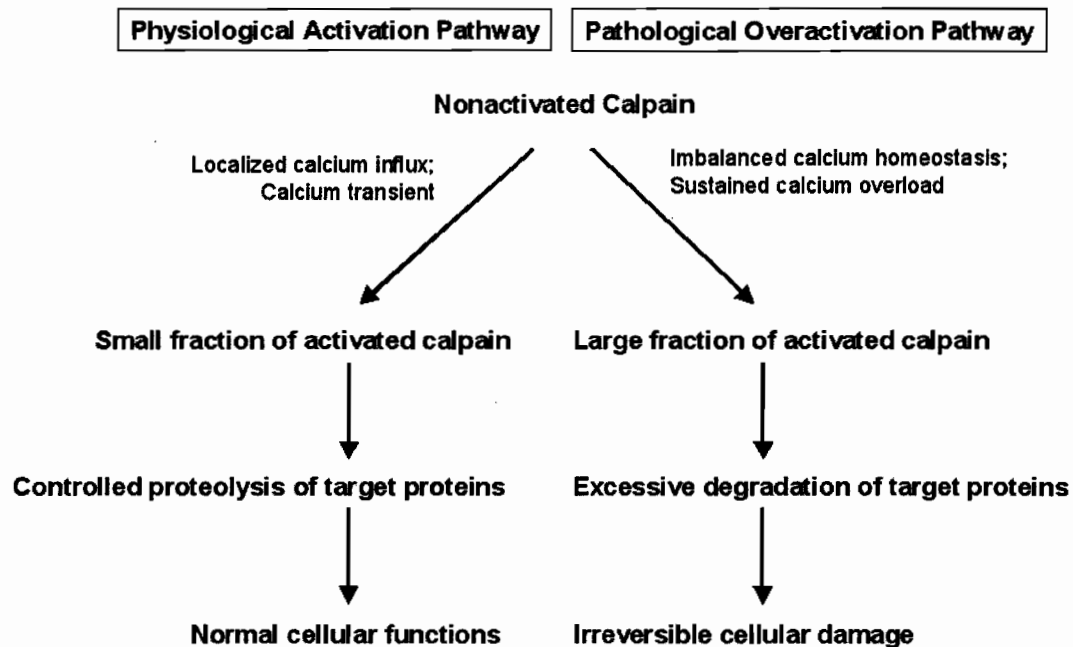 Physiological Activation Pathway
Pathological Overactivation Pathway
Nonactivated Calpain
Localized calcium influx;
Calcium transient
Imbalanced calcium homeostasis;
Sustained calcium overload
Small fraction of activated calpain
Large fraction of activated calpain
Controlled proteolysis of target proteins
Excessive degradation of target proteins
Normal cellular functions
Irreversible cellular damage